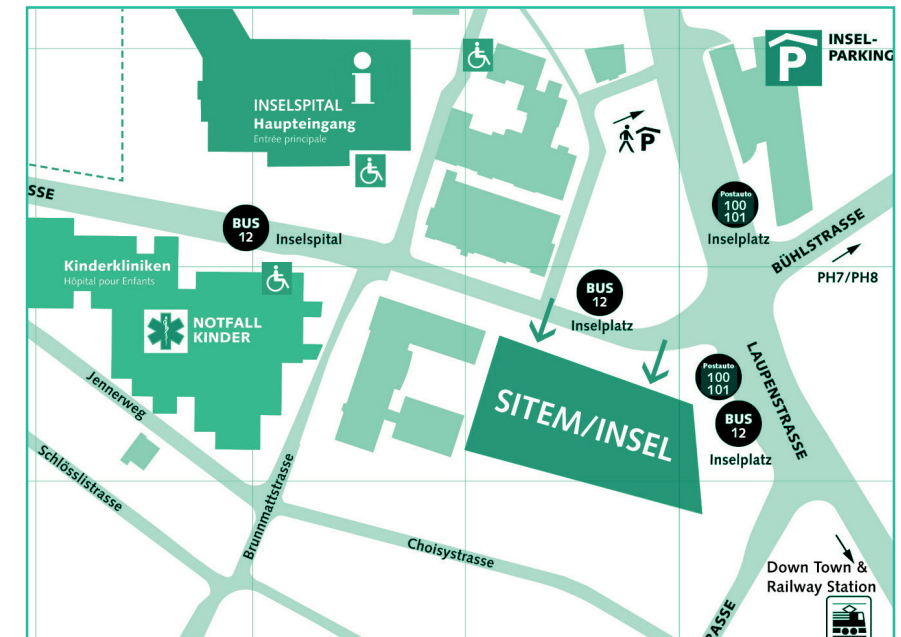 INSEL-
PARKING
P
INSELSPITAL
Haupteingang
Entrée principale
P
SSE
BUS
12
Inselspital
Postauto
100
101
Inselplatz
BÜHLSTRASSE
PH7/PH8
Kinderkliniken
Hôpital pour Enfants
BUS
12
Inselplatz
NOTFALL
KINDER
LAUPENSTRASSE
Postauto
100
101
BUS
12
Inselplatz
SITEM/INSEL
Jennerweg
Schlösslistrasse
Brunnmattstrasse
Choisystrasse
Down Town &
Railway Station
RASSE